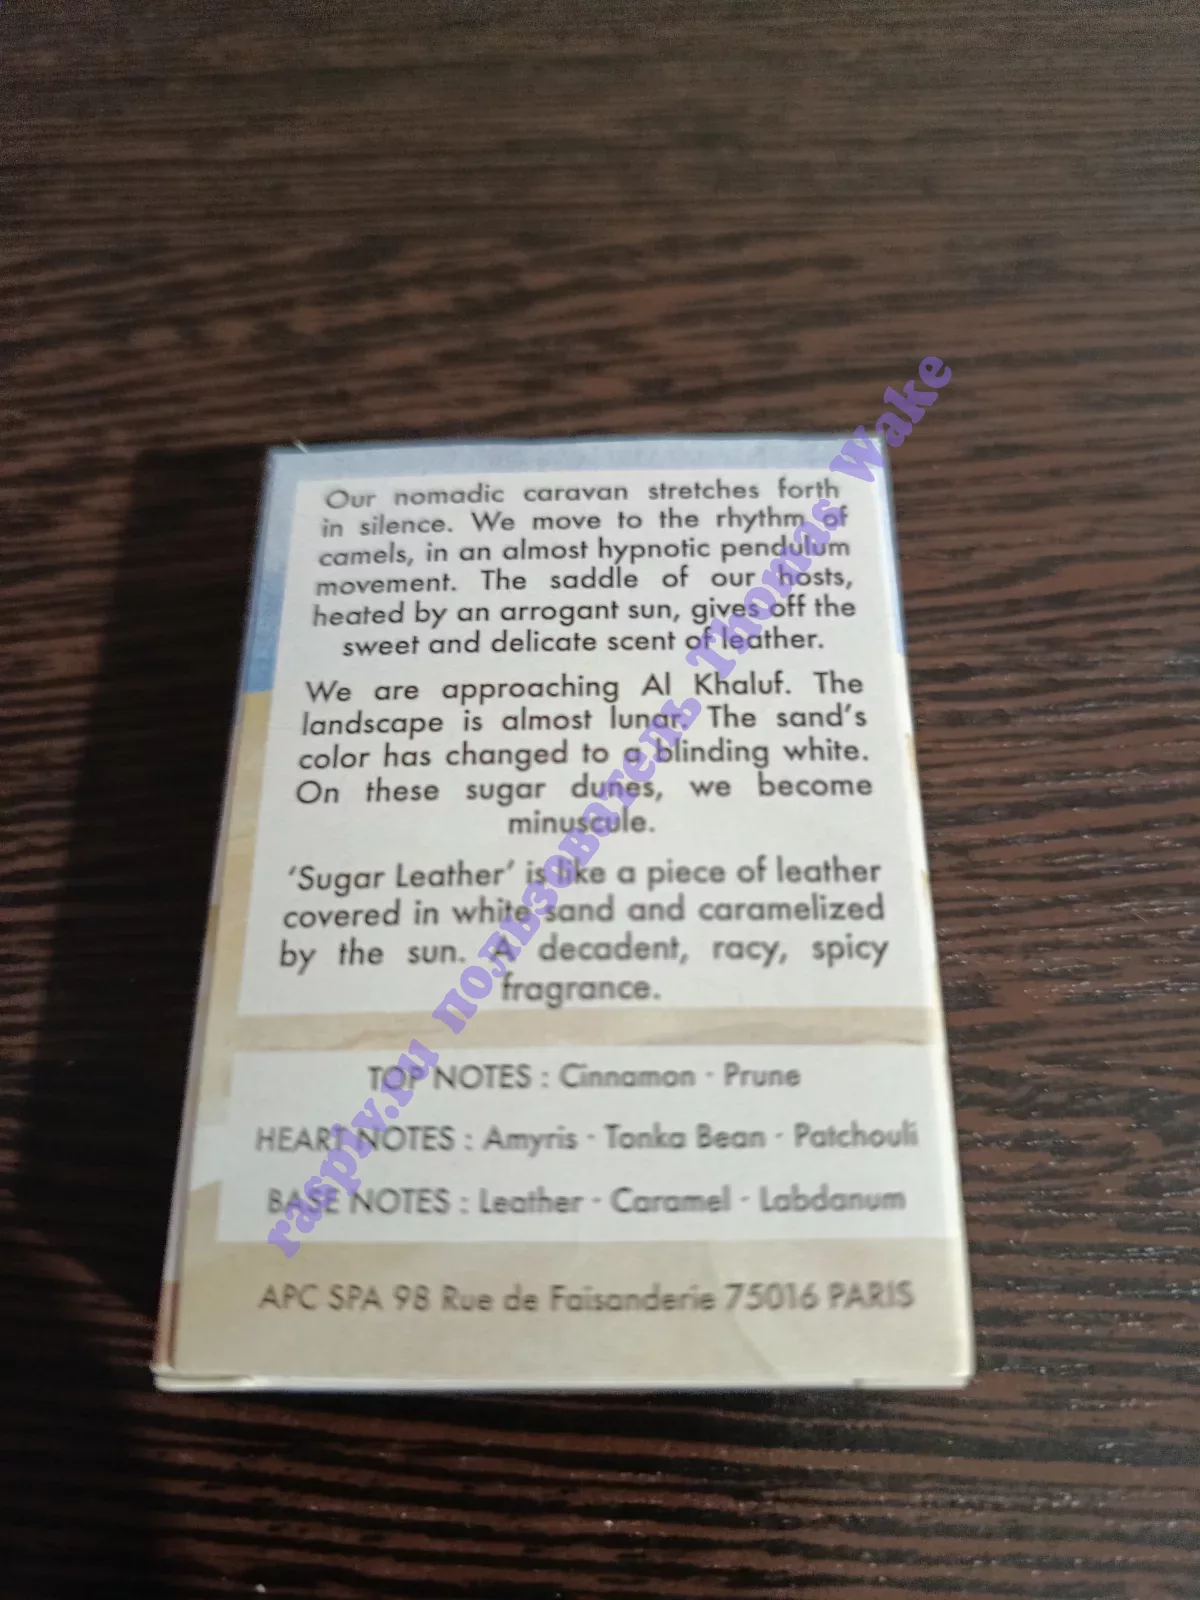 Our nomadic caravan stretches forth
in silence. We move to the rhythm of
camels, in an almost hypnotic pendulum
movement. The saddle of our hosts,
heated by an arrogant sun, gives off the
sweet and delicate scent of leather.
We are approaching Al Khaluf. The
landscape is almost lunar. The sand's
color has changed to a blinding white.
On these sugar dunes, we become
minuscule.
'Sugar Leather' is like a piece of leather
covered in white sand and caramelized
by the sun. A decadent, racy, spicy
fragrance.
TOP NOTES : Cinnamon - Prune
HEART NOTES : Amyris - Tonka Bean - Patchouli
BASE NOTES : Leather - Caramel - Labdanum
APC SPA 98 Rue de Faisanderie 75016 PARIS
raspiv.ru пользователь Thomas Wake